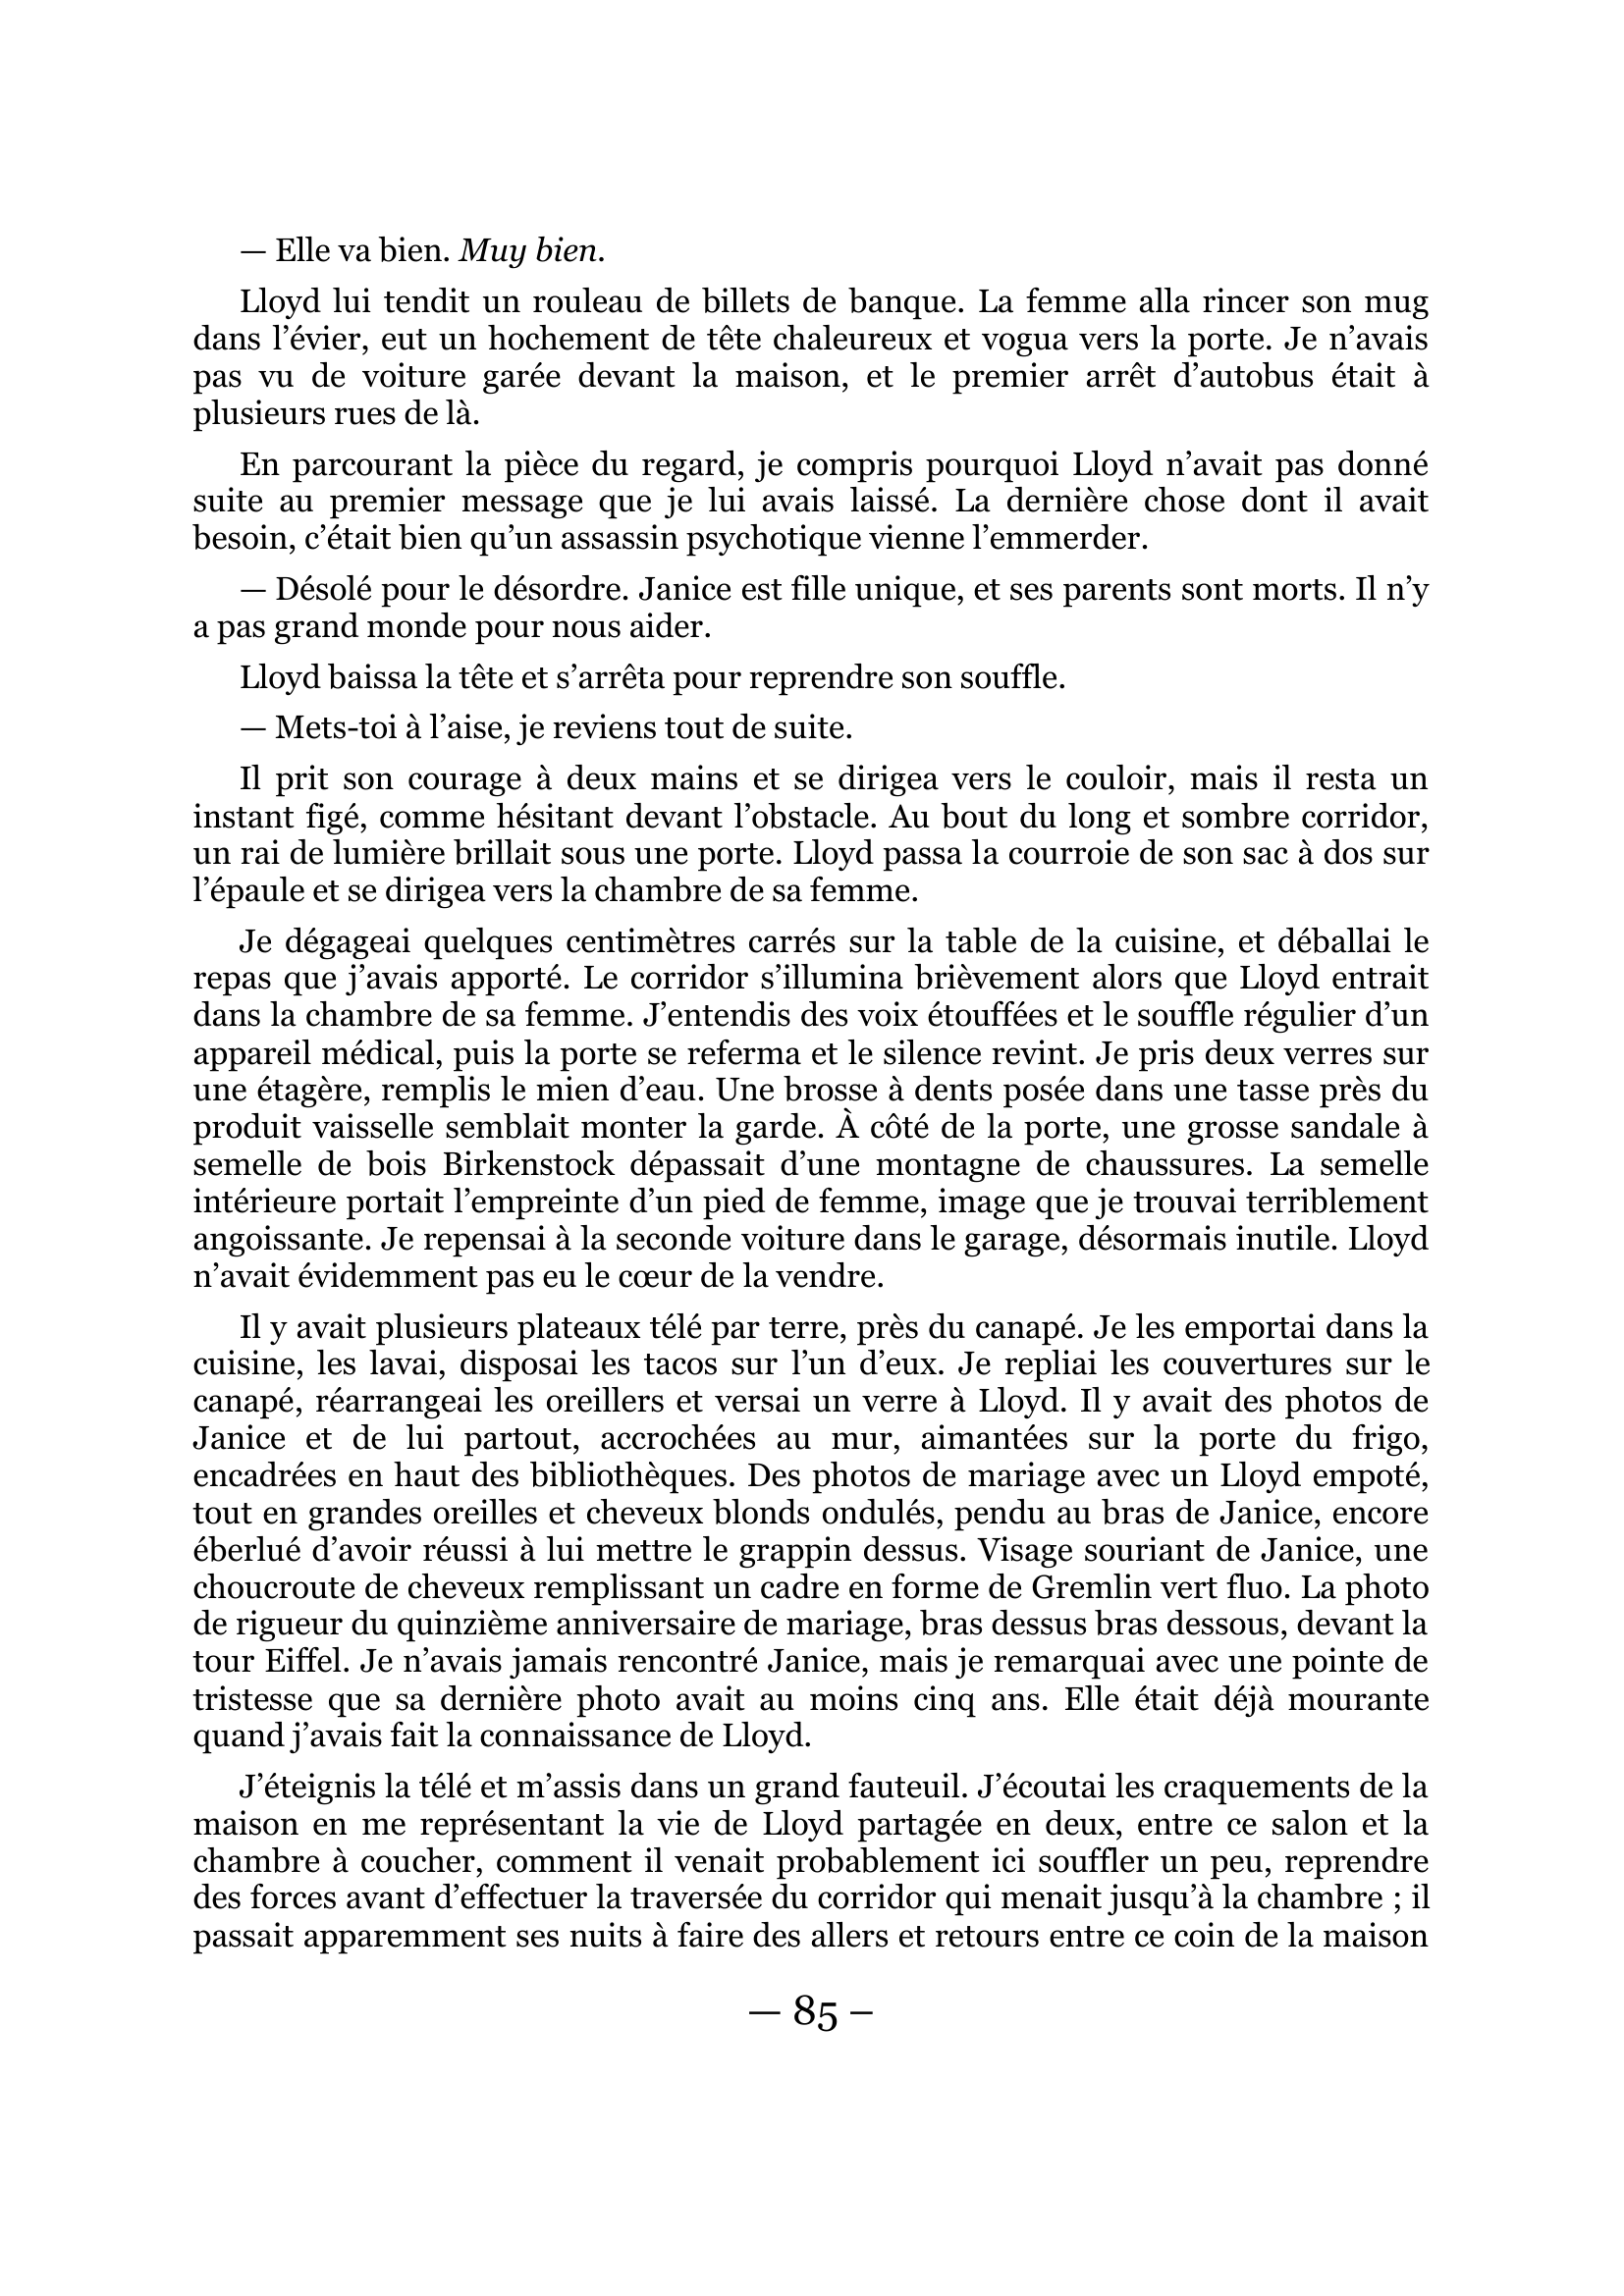 — Elle va bien. Muy bien.
Lloyd lui tendit un rouleau de billets de banque. La femme alla rincer son mug
dans l’évier, eut un hochement de tête chaleureux et vogua vers la porte. Je n’avais
pas vu de voiture garée devant la maison, et le premier arrêt d’autobus était à
plusieurs rues de là.
En parcourant la pièce du regard, je compris pourquoi Lloyd n’avait pas donné
suite au premier message que je lui avais laissé. La dernière chose dont il avait
besoin, c’était bien qu’un assassin psychotique vienne l’emmerder.
— Désolé pour le désordre. Janice est fille unique, et ses parents sont morts. Il n’y
a pas grand monde pour nous aider.
Lloyd baissa la tête et s’arrêta pour reprendre son souffle.
— Mets-toi à l’aise, je reviens tout de suite.
Il prit son courage à deux mains et se dirigea vers le couloir, mais il resta un
instant figé, comme hésitant devant l’obstacle. Au bout du long et sombre corridor,
un rai de lumière brillait sous une porte. Lloyd passa la courroie de son sac à dos sur
l’épaule et se dirigea vers la chambre de sa femme.
Je dégageai quelques centimètres carrés sur la table de la cuisine, et déballai le
repas que j’avais apporté. Le corridor s’illumina brièvement alors que Lloyd entrait
dans la chambre de sa femme. J’entendis des voix étouffées et le souffle régulier d’un
appareil médical, puis la porte se referma et le silence revint. Je pris deux verres sur
une étagère, remplis le mien d’eau. Une brosse à dents posée dans une tasse près du
produit vaisselle semblait monter la garde. À côté de la porte, une grosse sandale à
semelle de bois Birkenstock dépassait d’une montagne de chaussures. La semelle
intérieure portait l’empreinte d’un pied de femme, image que je trouvai terriblement
angoissante. Je repensai à la seconde voiture dans le garage, désormais inutile. Lloyd
n’avait évidemment pas eu le cœur de la vendre.
Il y avait plusieurs plateaux télé par terre, près du canapé. Je les emportai dans la
cuisine, les lavai, disposai les tacos sur l’un d’eux. Je repliai les couvertures sur le
canapé, réarrangeai les oreillers et versai un verre à Lloyd. Il y avait des photos de
Janice et de lui partout, accrochées au mur, aimantées sur la porte du frigo,
encadrées en haut des bibliothèques. Des photos de mariage avec un Lloyd empoté,
tout en grandes oreilles et cheveux blonds ondulés, pendu au bras de Janice, encore
éberlué d’avoir réussi à lui mettre le grappin dessus. Visage souriant de Janice, une
choucroute de cheveux remplissant un cadre en forme de Gremlin vert fluo. La photo
de rigueur du quinzième anniversaire de mariage, bras dessus bras dessous, devant la
tour Eiffel. Je n’avais jamais rencontré Janice, mais je remarquai avec une pointe de
tristesse que sa dernière photo avait au moins cinq ans. Elle était déjà mourante
quand j’avais fait la connaissance de Lloyd.
J’éteignis la télé et m’assis dans un grand fauteuil. J’écoutai les craquements de la
maison en me représentant la vie de Lloyd partagée en deux, entre ce salon et la
chambre à coucher, comment il venait probablement ici souffler un peu, reprendre
des forces avant d’effectuer la traversée du corridor qui menait jusqu’à la chambre ; il
passait apparemment ses nuits à faire des allers et retours entre ce coin de la maison
— 85 –